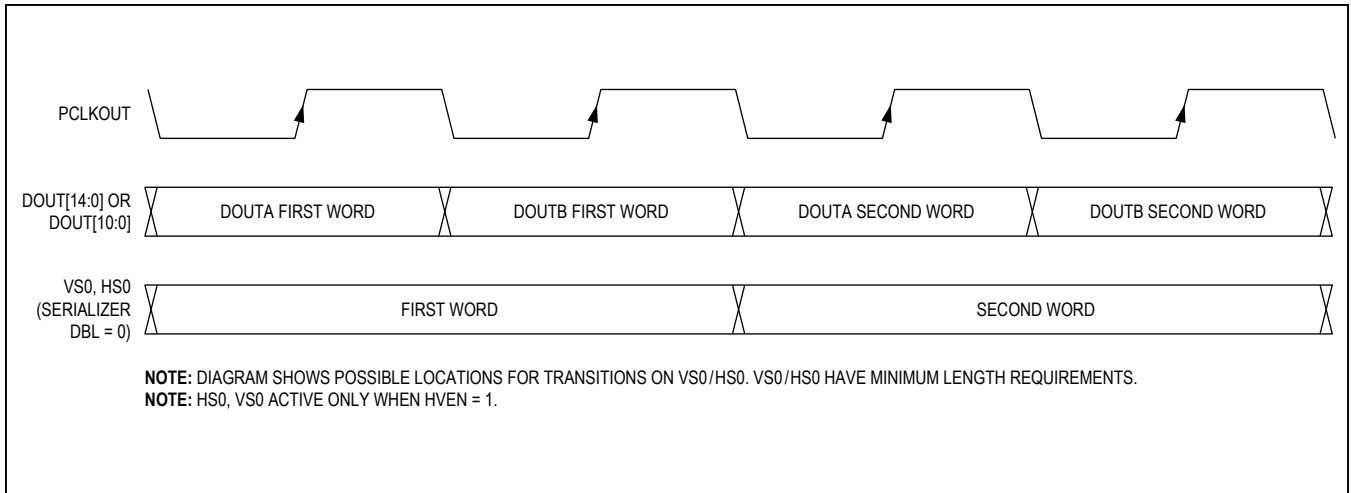 PCLKOUT
DOUT[14:0] OR
DOUT[10:0]
DOUTA FIRST WORD
DOUTB FIRST WORD
DOUTA SECOND WORD
DOUTB SECOND WORD
VS0, HS0
(SERIALIZER
DBL = 0)
FIRST WORD
SECOND WORD
NOTE: DIAGRAM SHOWS POSSIBLE LOCATIONS FOR TRANSITIONS ON VS0/HS0. VS0/HS0 HAVE MINIMUM LENGTH REQUIREMENTS.
NOTE: HS0, VS0 ACTIVE ONLY WHEN HVEN = 1.